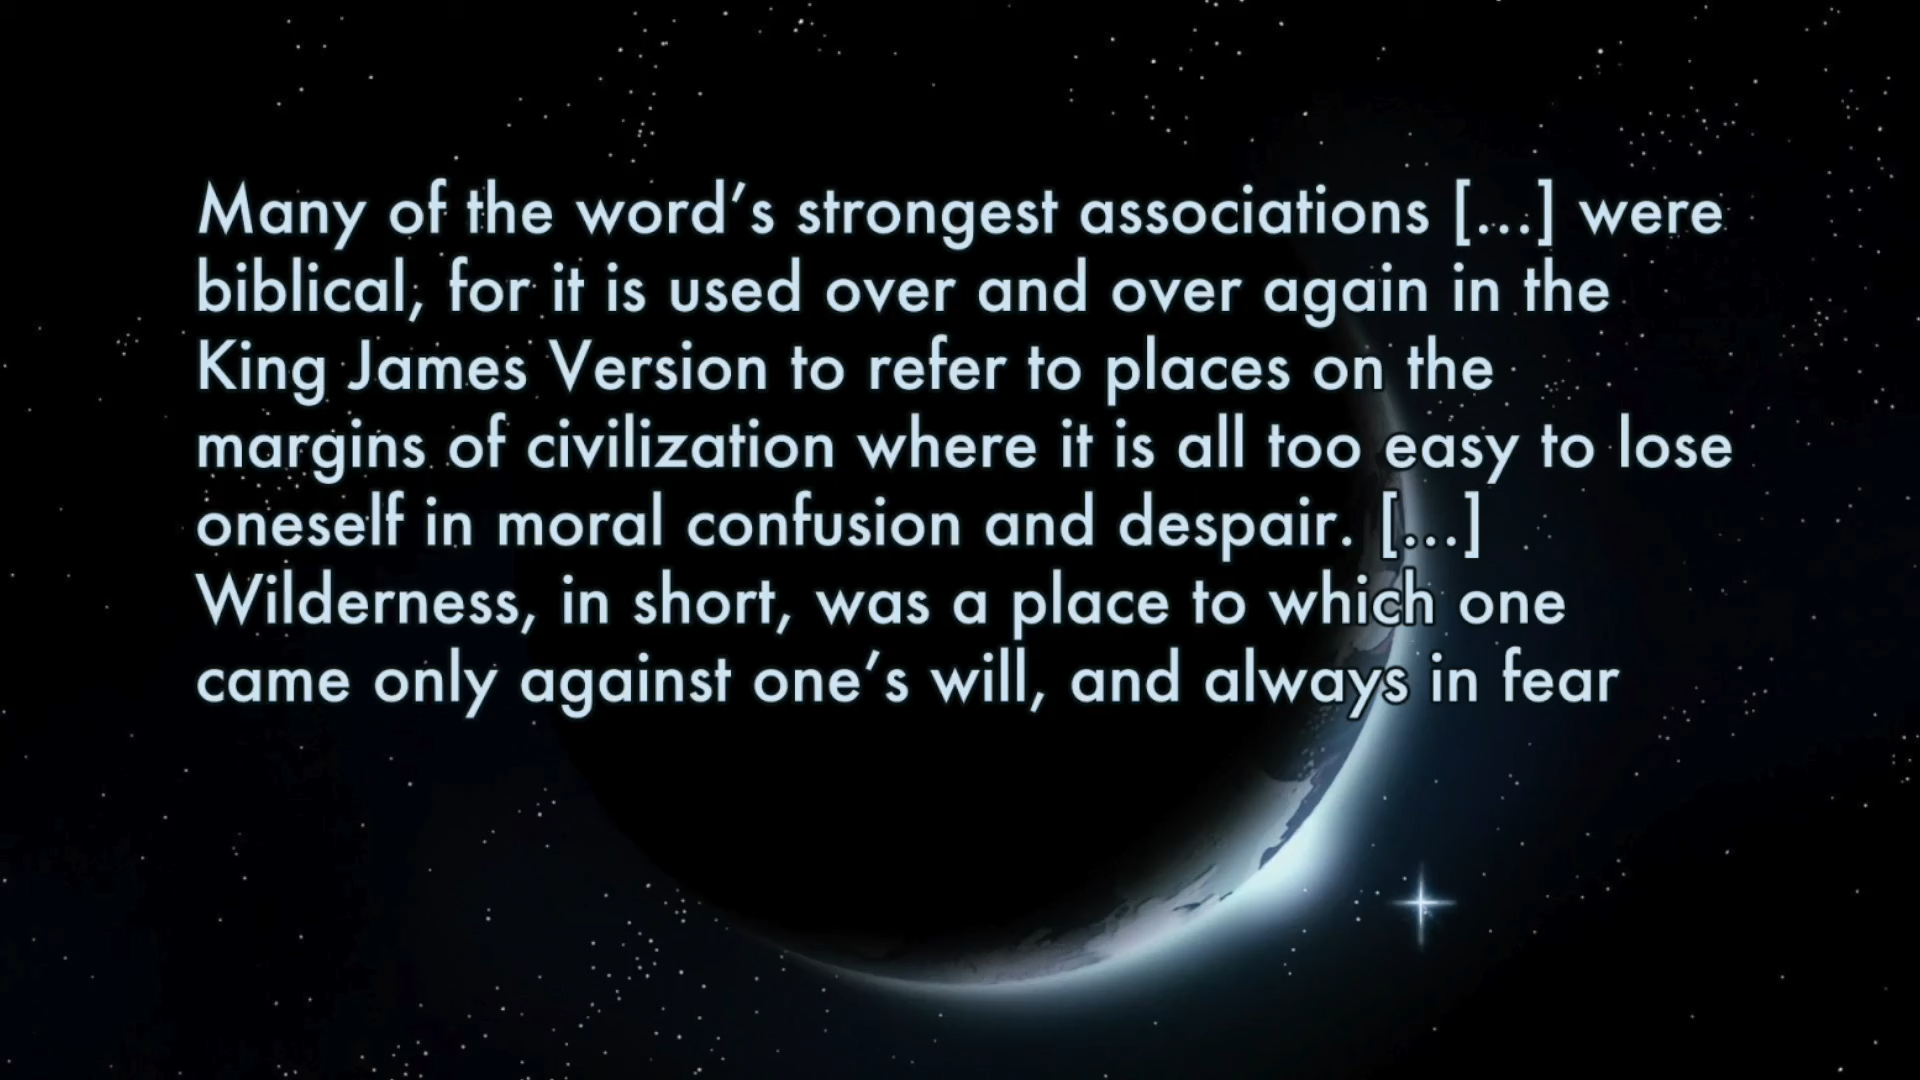 Many of the word’s strongest associations [...] were
biblical, for it is used over and over again in the
King James Version to refer to places on the
margins of civilization where it is all too easy to lose
oneself in moral confusion and despair. [...]
Wilderness, in short, was a place to which one
came only against one’s will, and always in fear